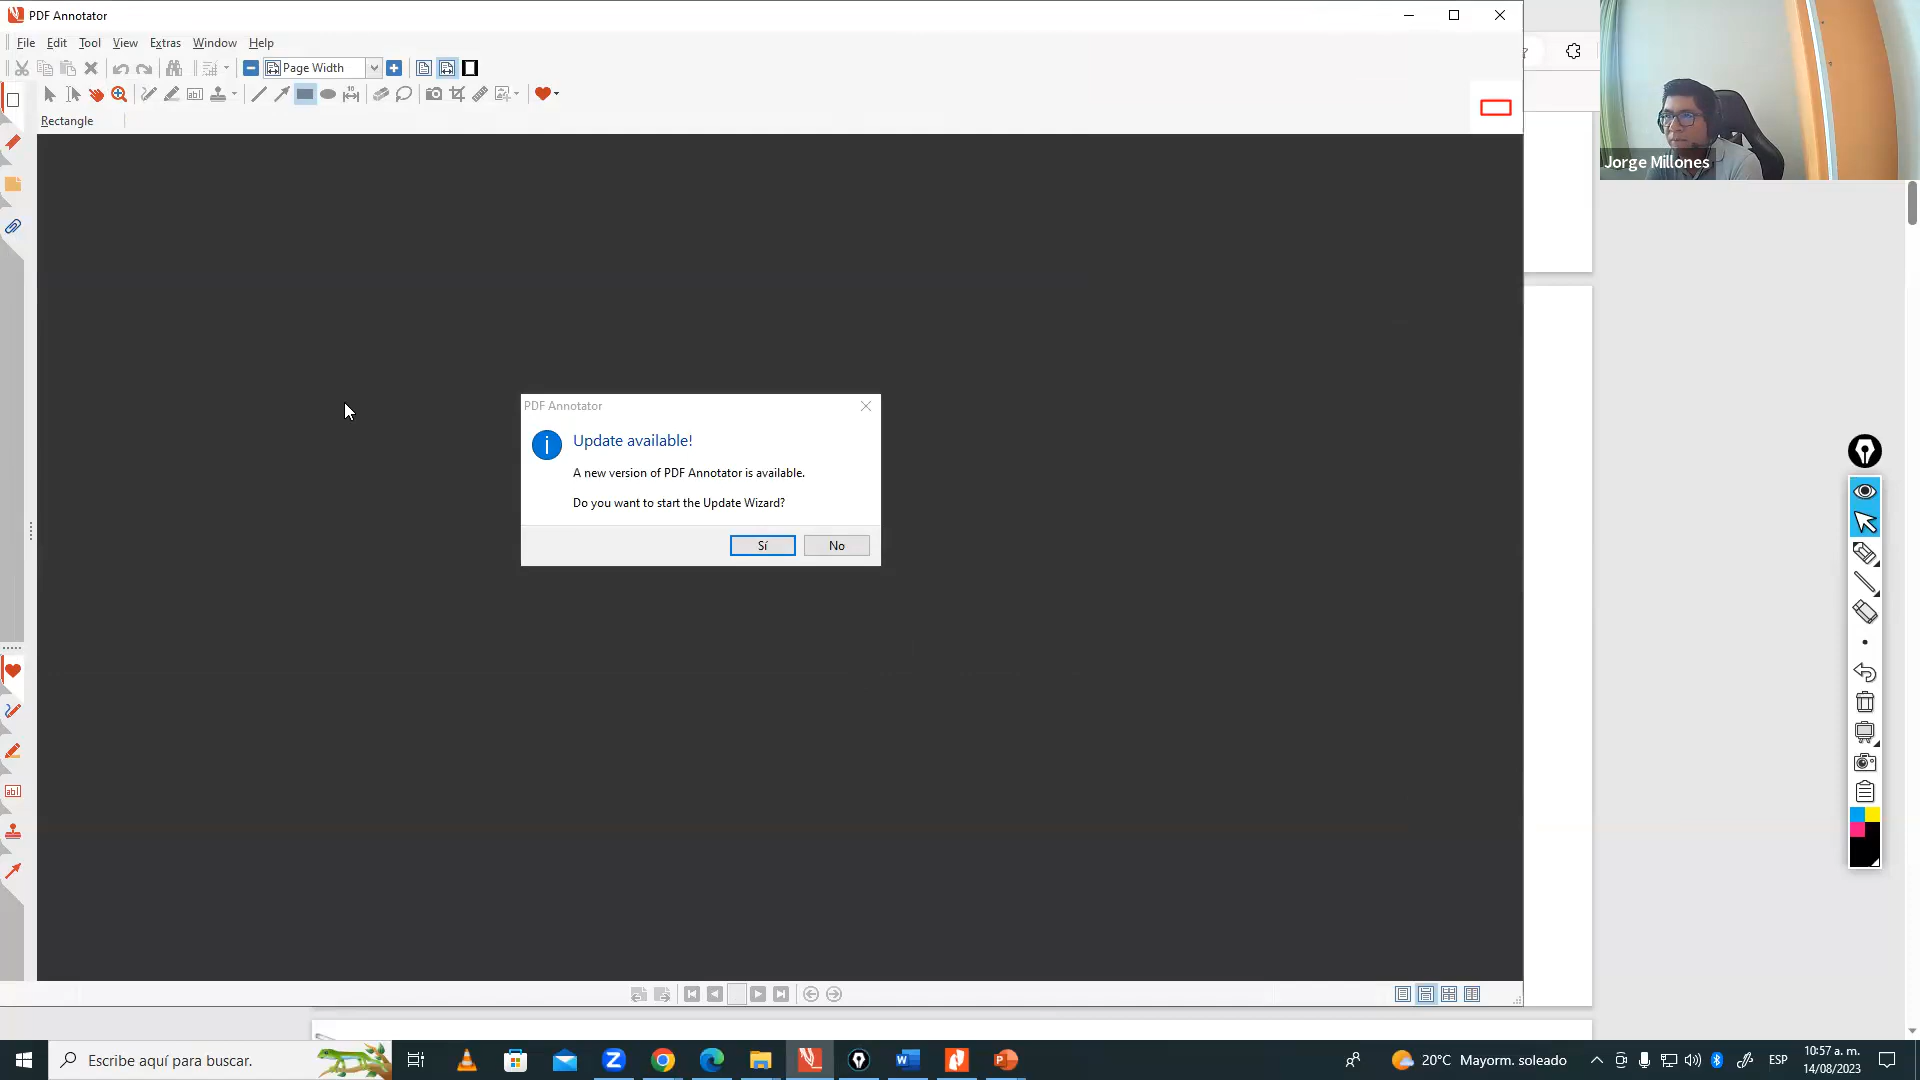 PDF Annotator
File Edit Tool View Extras Window Help
Page Width
Rectangle
Jorge Millones
PDF Annotator
Update available!
A new version of PDF Annotator is available.
Do you want to start the Update Wizard?
Sí No
Escribe aquí para buscar.
20°C Mayorm. soleado
ESP
10:57 a. m.
14/08/2023